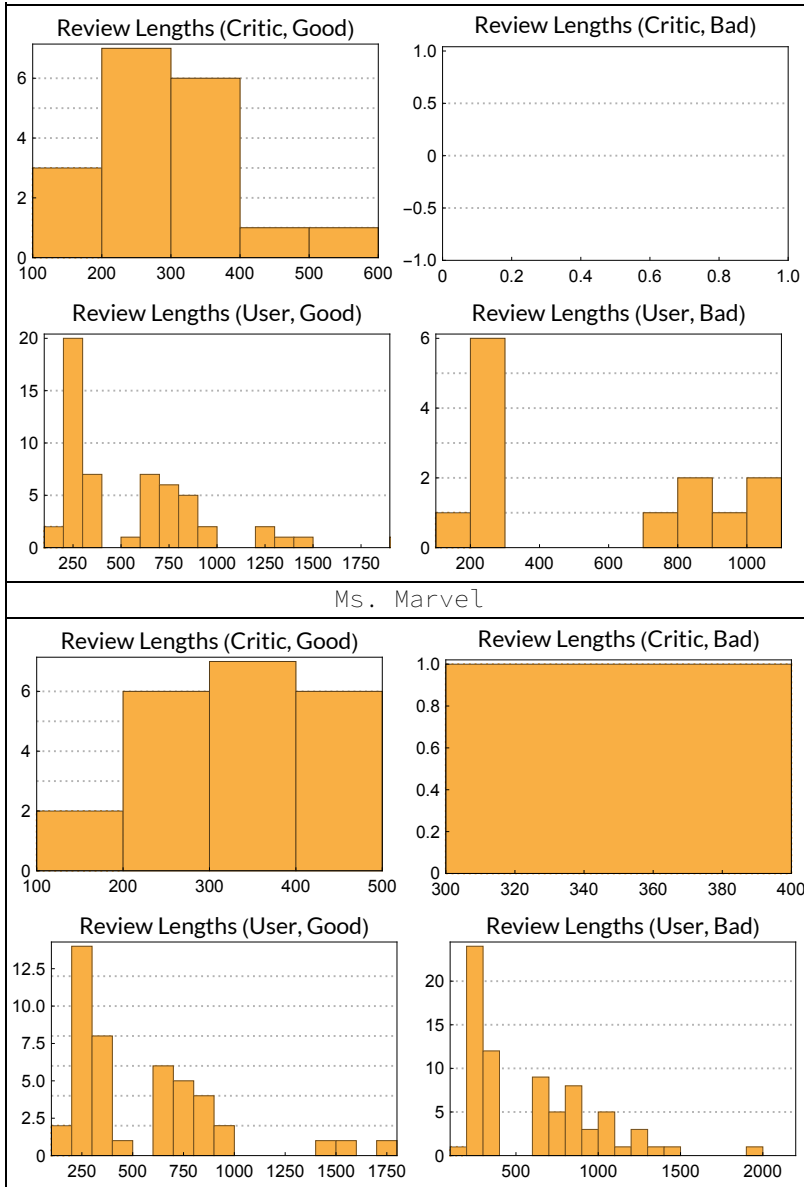 Review Lengths (Critic, Good)
6
4
2
0
100 200 300 400 500 600
Review Lengths (Critic, Bad)
1.0
0.5
0
−0.5
−1.0
0 0.2 0.4 0.6 0.8 1.0
Review Lengths (User, Good)
20
15
10
5
0
250 500 750 1000 1250 1500 1750
Review Lengths (User, Bad)
6
4
2
0
200 400 600 800 1000
Ms. Marvel
Review Lengths (Critic, Good)
6
4
2
0
100 200 300 400 500
Review Lengths (Critic, Bad)
1.0
0.8
0.6
0.4
0.2
0
300 320 340 360 380 400
Review Lengths (User, Good)
12.5
10.0
7.5
5.0
2.5
0
250 500 750 1000 1250 1500 1750
Review Lengths (User, Bad)
20
15
10
5
0
500 1000 1500 2000